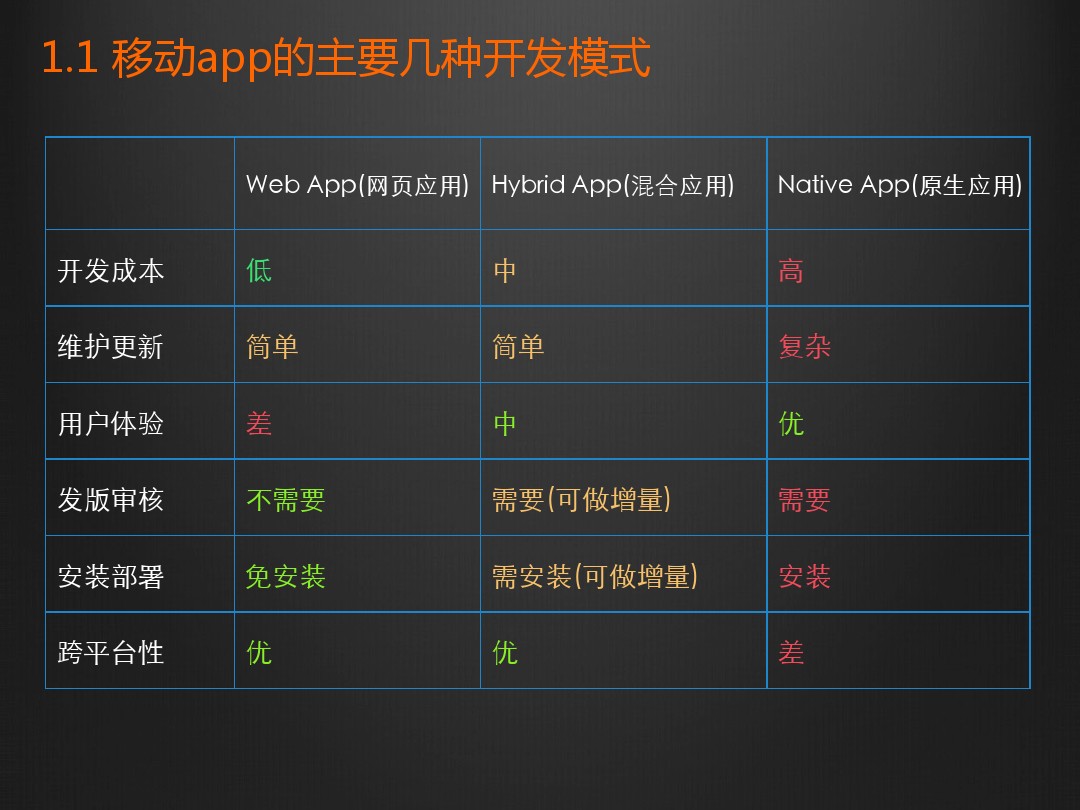 1.1 移动app的主要几种开发模式
Web App(网页应用) Hybrid App(混合应用) Native App(原生应用)
开发成本 低 中 高
维护更新 简单 简单 复杂
用户体验 差 中 优
发版审核 不需要 需要(可做增量) 需要
安装部署 免安装 需安装(可做增量) 安装
跨平台性 优 优 差